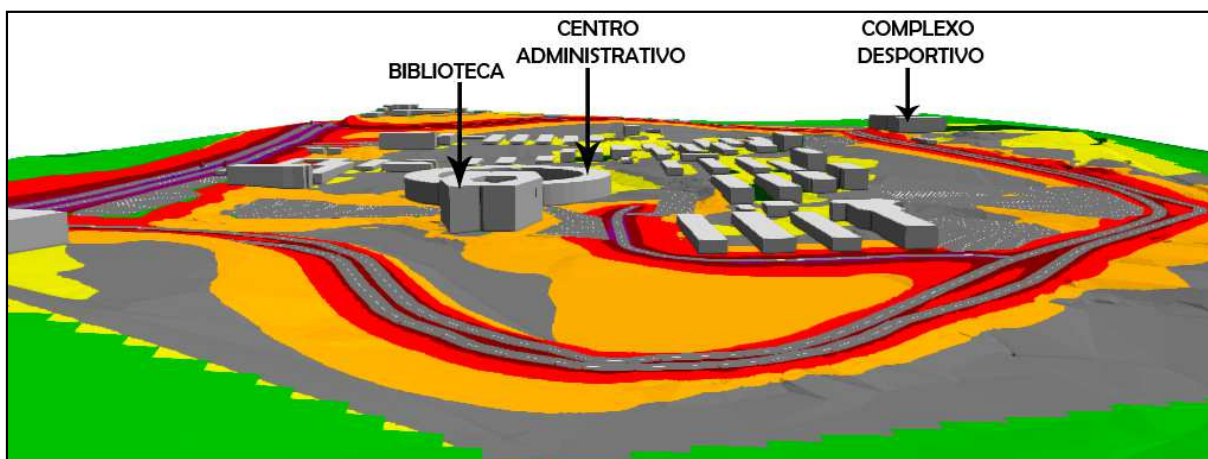 BIBLIOTECA
CENTRO
ADMINISTRATIVO
COMPLEXO
DESPORTIVO